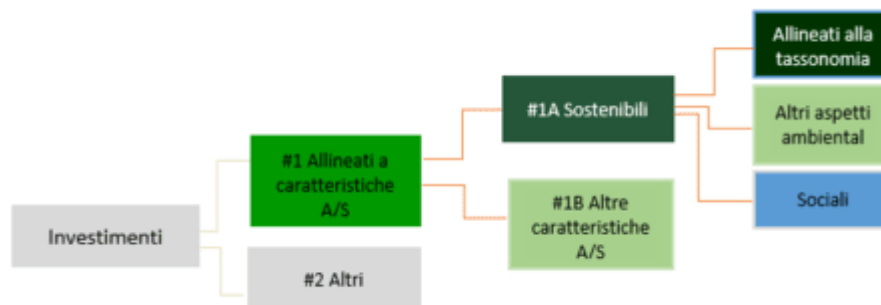 Investimenti
#1 Allineati a
caratteristiche
A/S
#2 Altri
#1A Sostenibili
#1B Altre
caratteristiche
A/S
Allineati alla
tassonomia
Altri aspetti
ambiental
Sociali